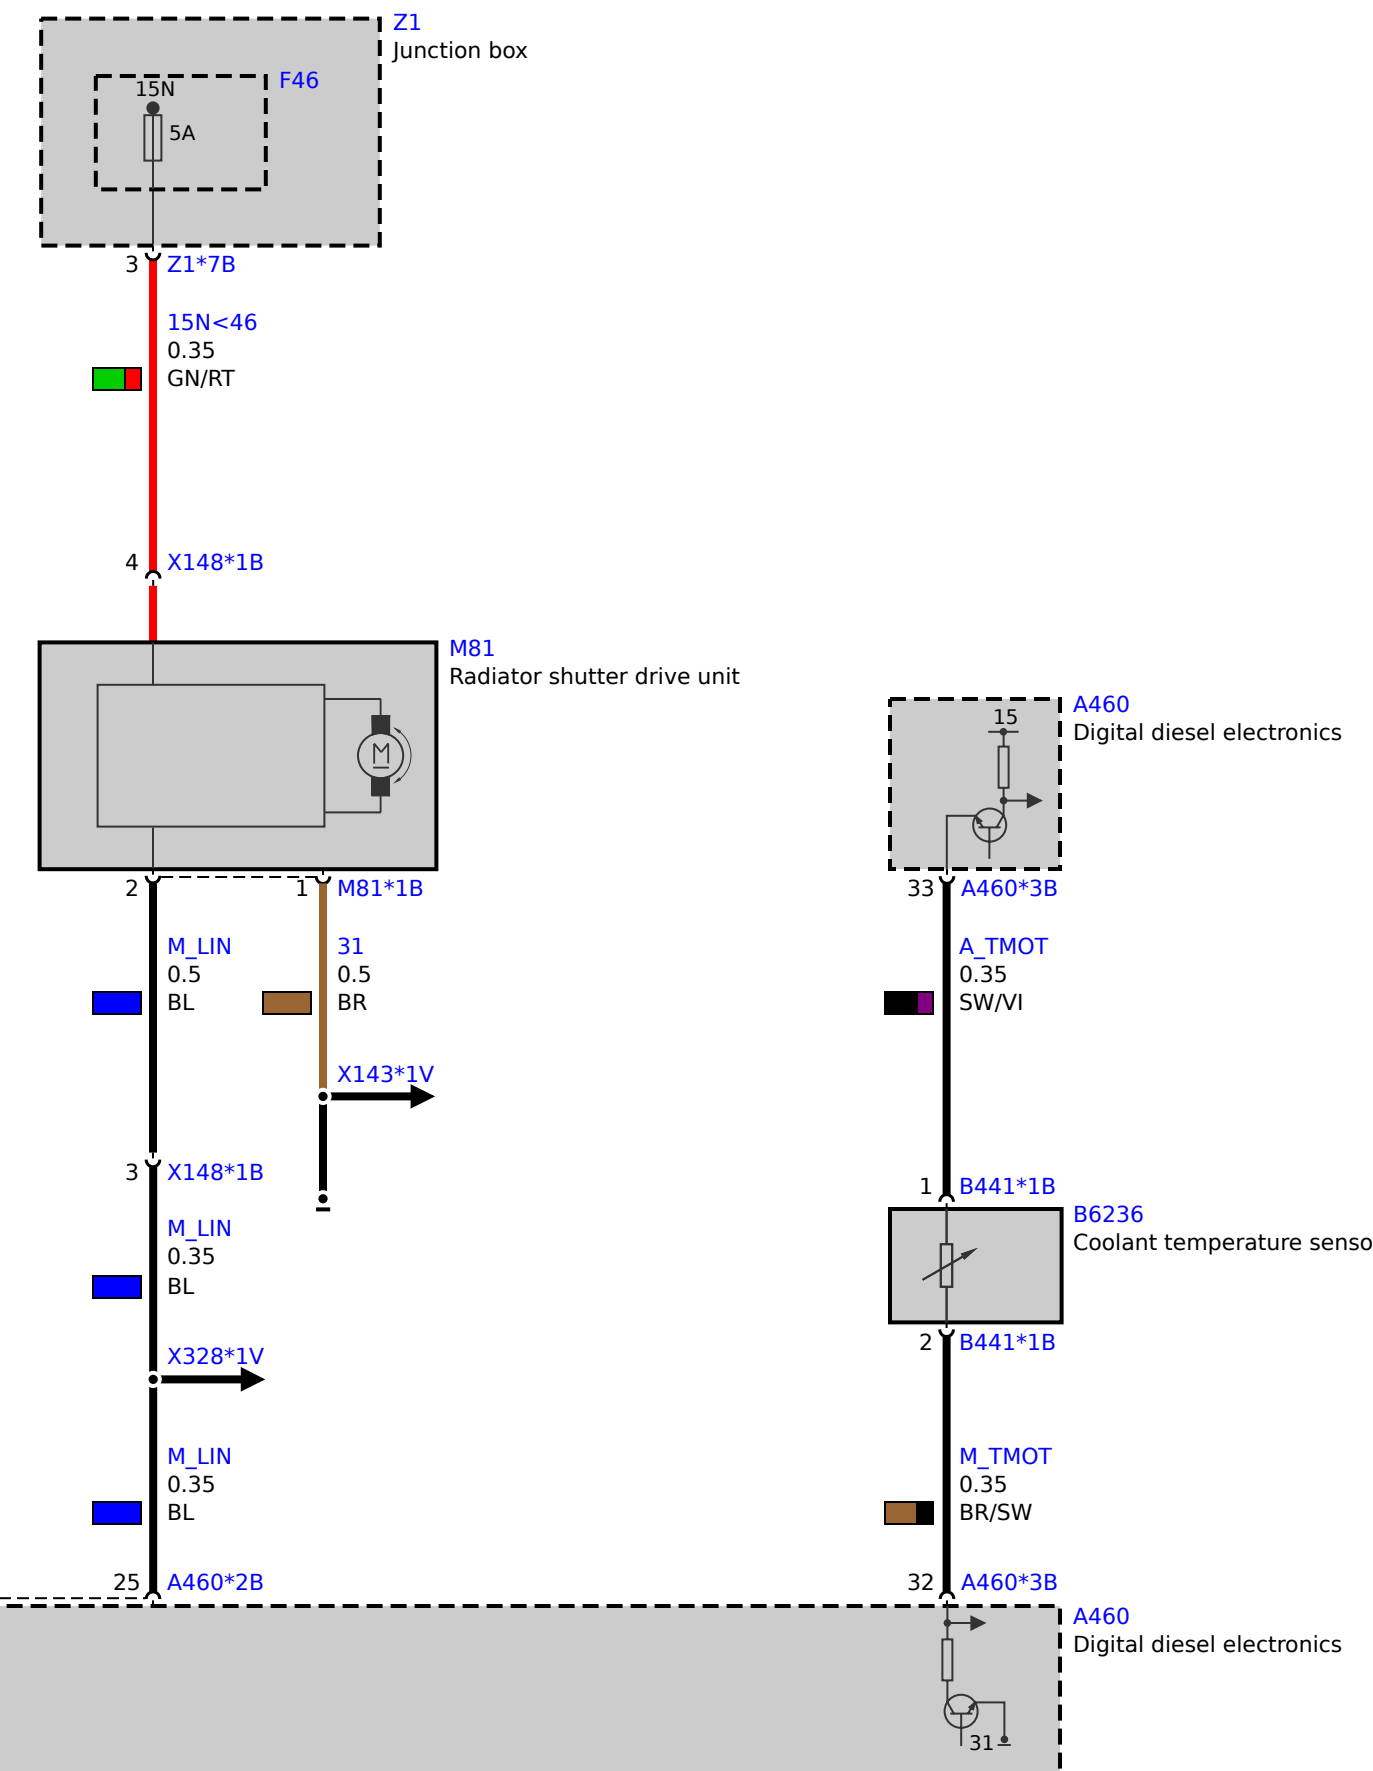 Z1
Junction box
F46
15N
5A
3 Z1*7B
15N<46
0.35
GN/RT
4 X148*1B
M81
Radiator shutter drive unit
M
2
1 M81*1B
M_LIN
0.5
BL
31
0.5
BR
X143*1V
3 X148*1B
M_LIN
0.35
BL
X328*1V
M_LIN
0.35
BL
25 A460*2B
A460
Digital diesel electronics
15
33 A460*3B
A_TMOT
0.35
SW/VI
1 B441*1B
B6236
Coolant temperature senso
2 B441*1B
M_TMOT
0.35
BR/SW
32 A460*3B
A460
Digital diesel electronics
31